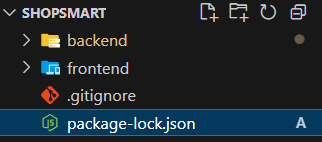 SHOPSMART
backend
frontend
.gitignore
package-lock.json A